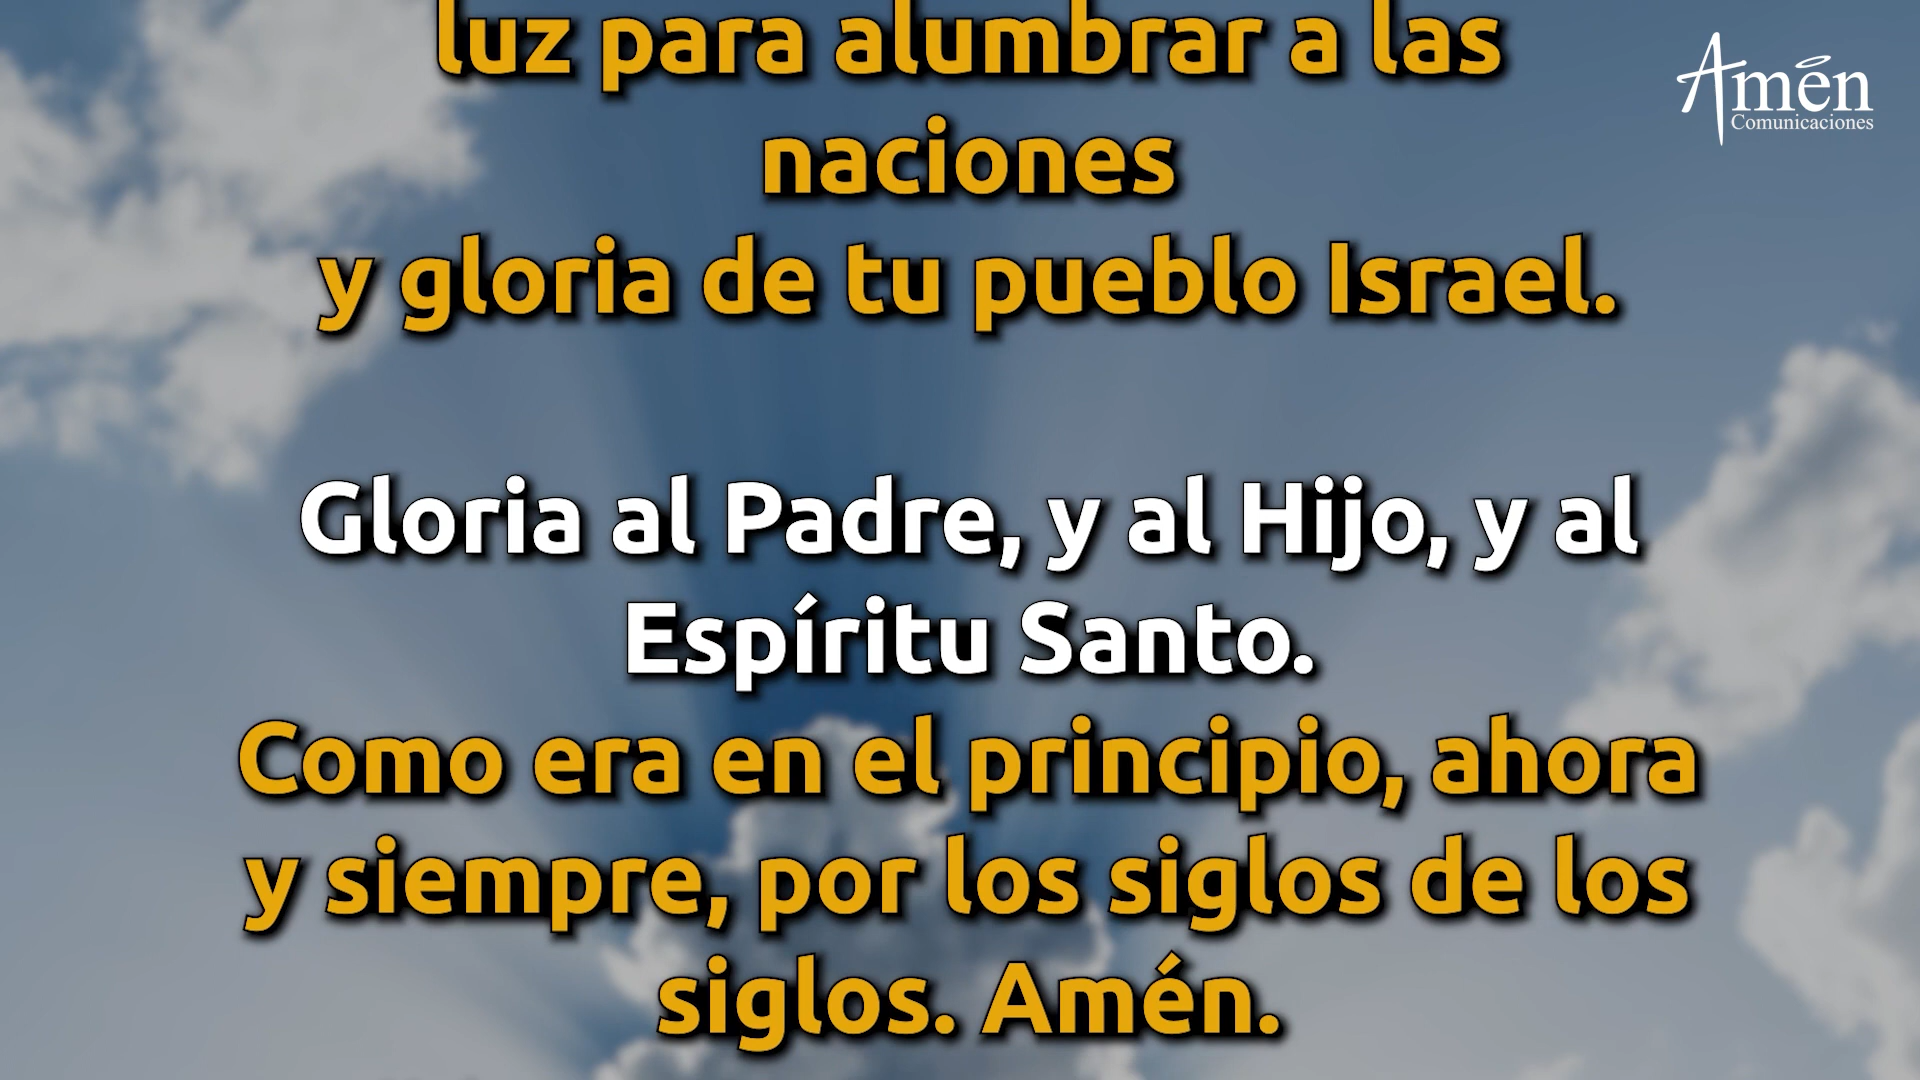 luz para alumbrar a las
naciones
y gloria de tu pueblo Israel.
Gloria al Padre, y al Hijo, y al
Espíritu Santo.
Como era en el principio, ahora
y siempre, por los siglos de los
siglos. Amén.
Amén
Comunicaciones